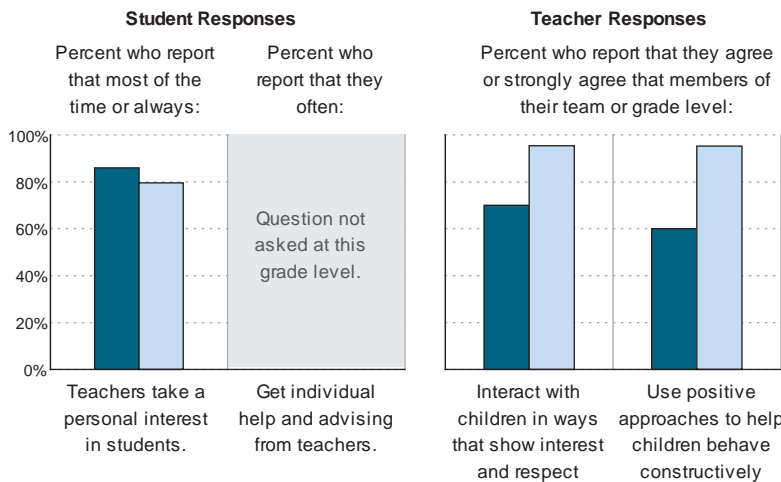 Student Responses
Percent who report
that most of the
time or always:
Percent who
report that they
often:
100%
80%
60%
40%
20%
0%
Question not
asked at this
grade level.
Teachers take a
personal interest
in students.
Get individual
help and advising
from teachers.
Teacher Responses
Percent who report that they agree
or strongly agree that members of
their team or grade level:
Interact with
children in ways
that show interest
and respect
Use positive
approaches to help
children behave
constructively